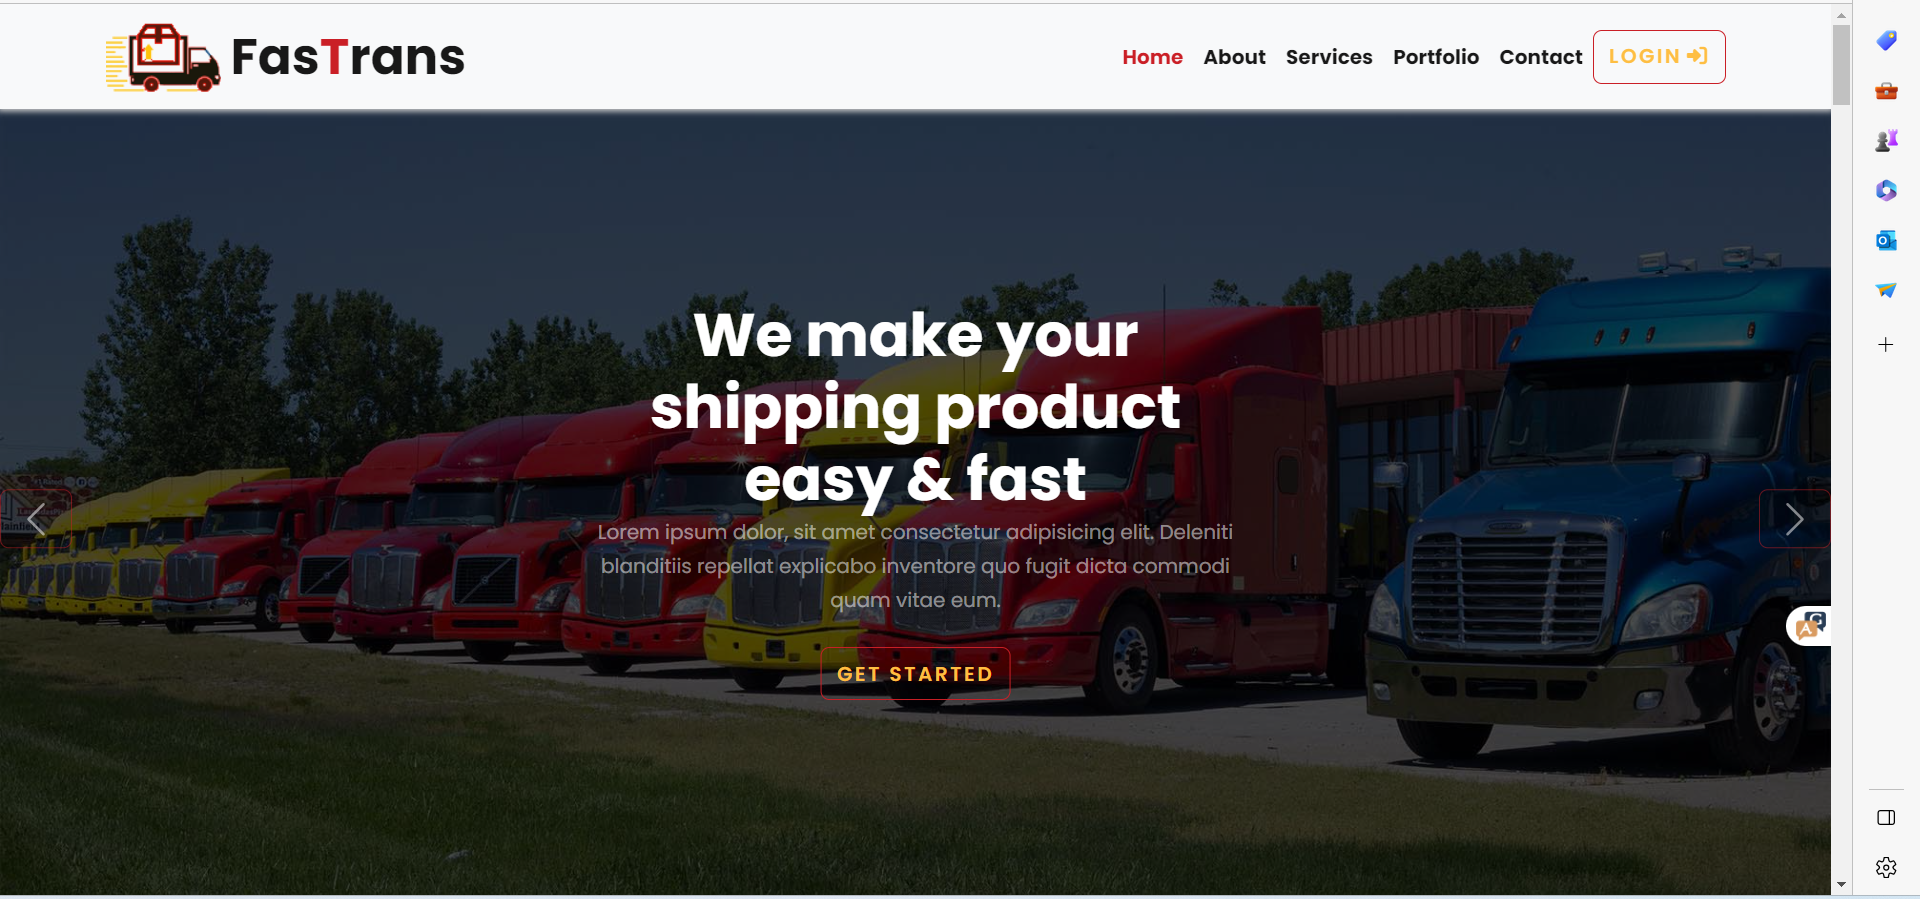 FasTrans
Home About Services Portfolio Contact LOGIN
We make your
shipping product
easy & fast
Lorem ipsum dolor, sit amet consectetur adipisicing elit. Deleniti
blanditiis repellat explicabo inventore quo fugit dicta commodi
quam vitae eum.
GET STARTED